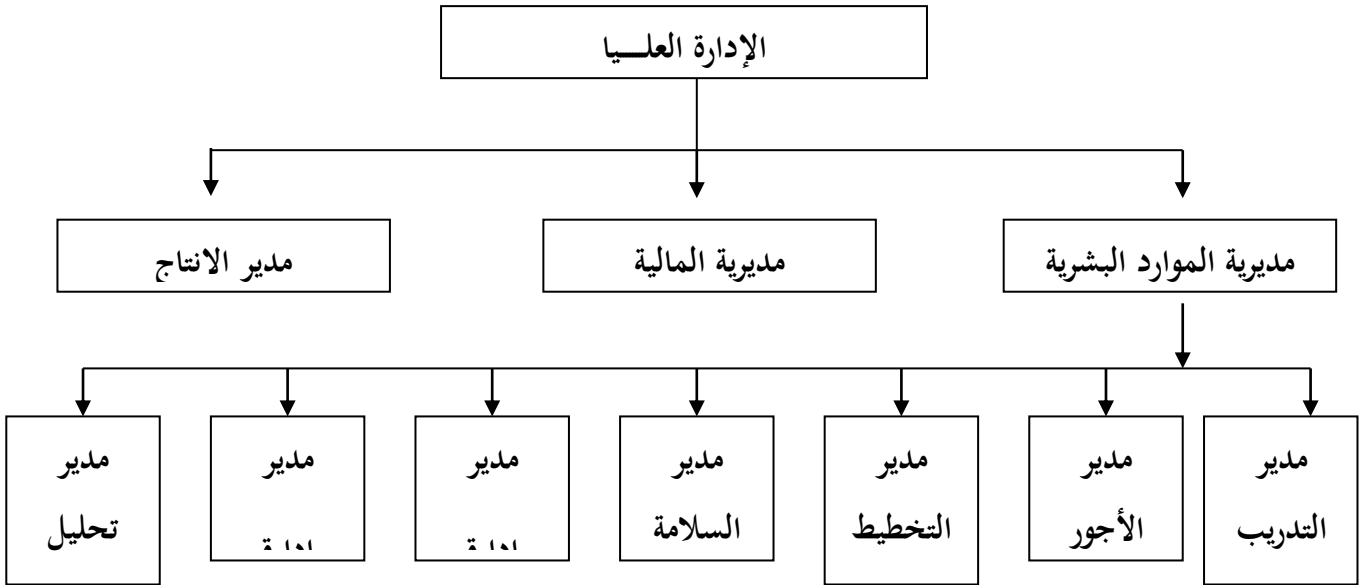 الإدارة العلـــيا
مديرية الموارد البشرية
مديرية المالية
مدير الانتاج
مدير
التدريب
مدير
الأجور
مدير
التخطيط
مدير
السلامة
مدير
مدير
مدير
تحليل